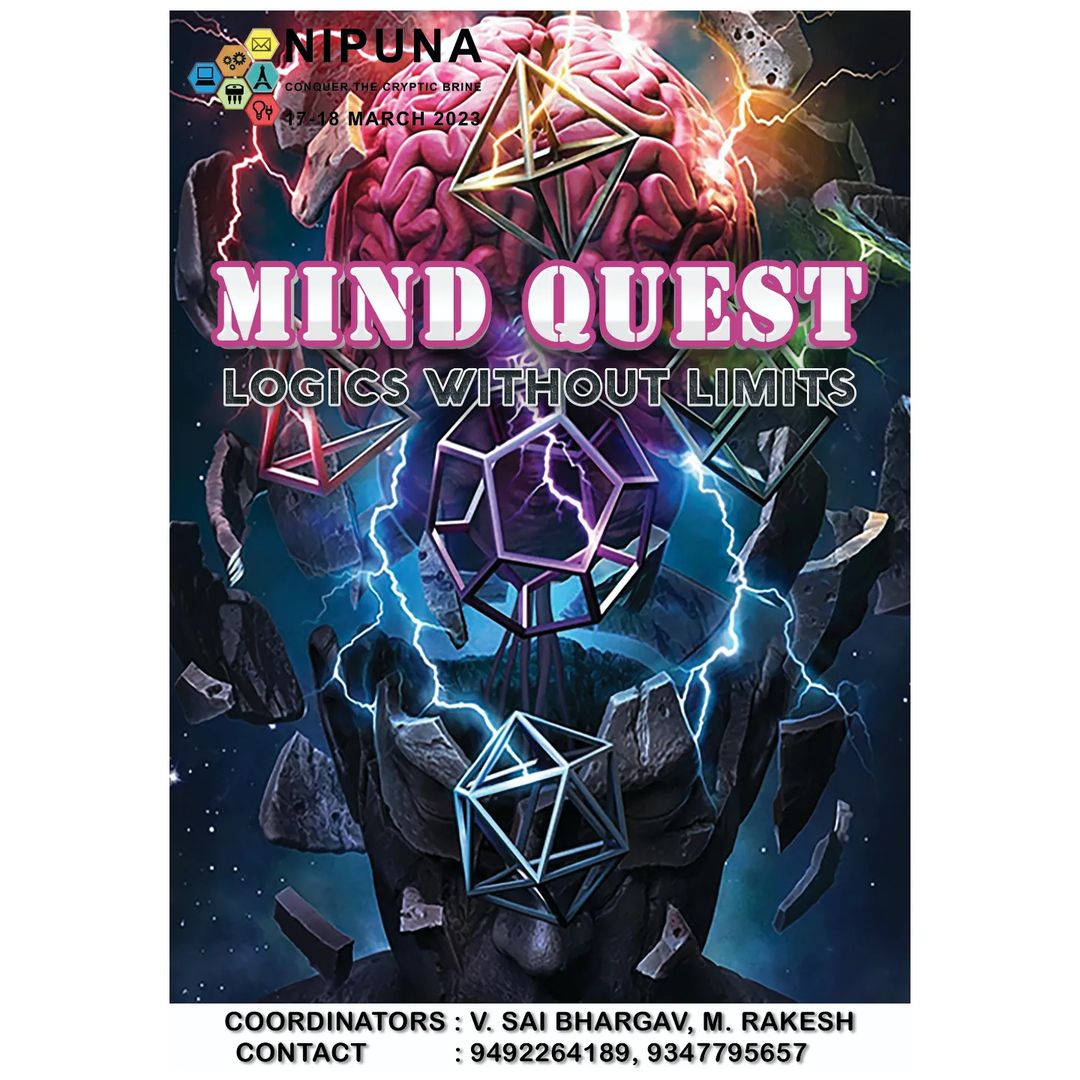 NIPUNA
CONQUER THE CRYPTIC BRINE
17-18 MARCH 2023
MIND QUEST
LOGICS WITHOUT LIMITS
COORDINATORS : V. SAI BHARGAV, M. RAKESH
CONTACT : 9492264189, 9347795657